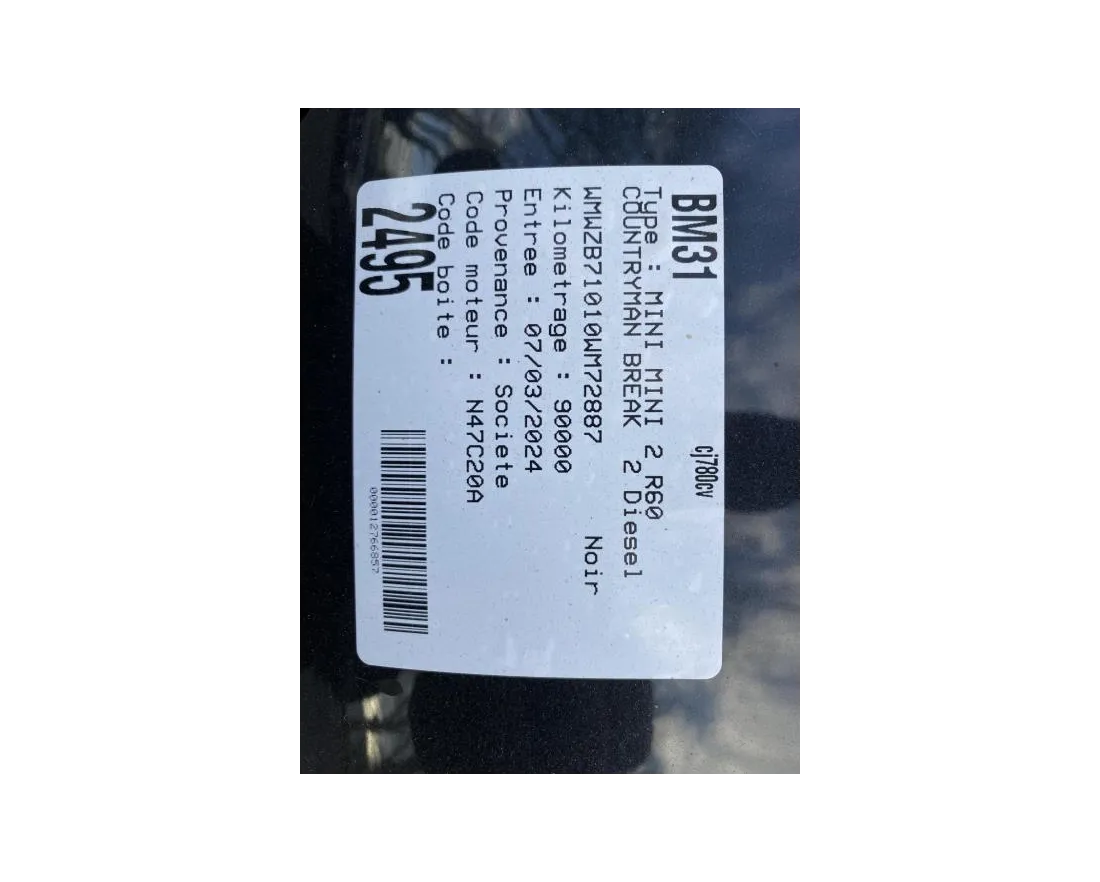 BM31 cj780cv
Type : MINI MINI 2 R60
COUNTRYMAN BREAK 2 Diesel
WMWZB71010WM72887 Noir
Kilometrage : 90000
Entree : 07/03/2024
Provenance : Societe
Code moteur : N47C20A
Code boite :
2495
000012766857